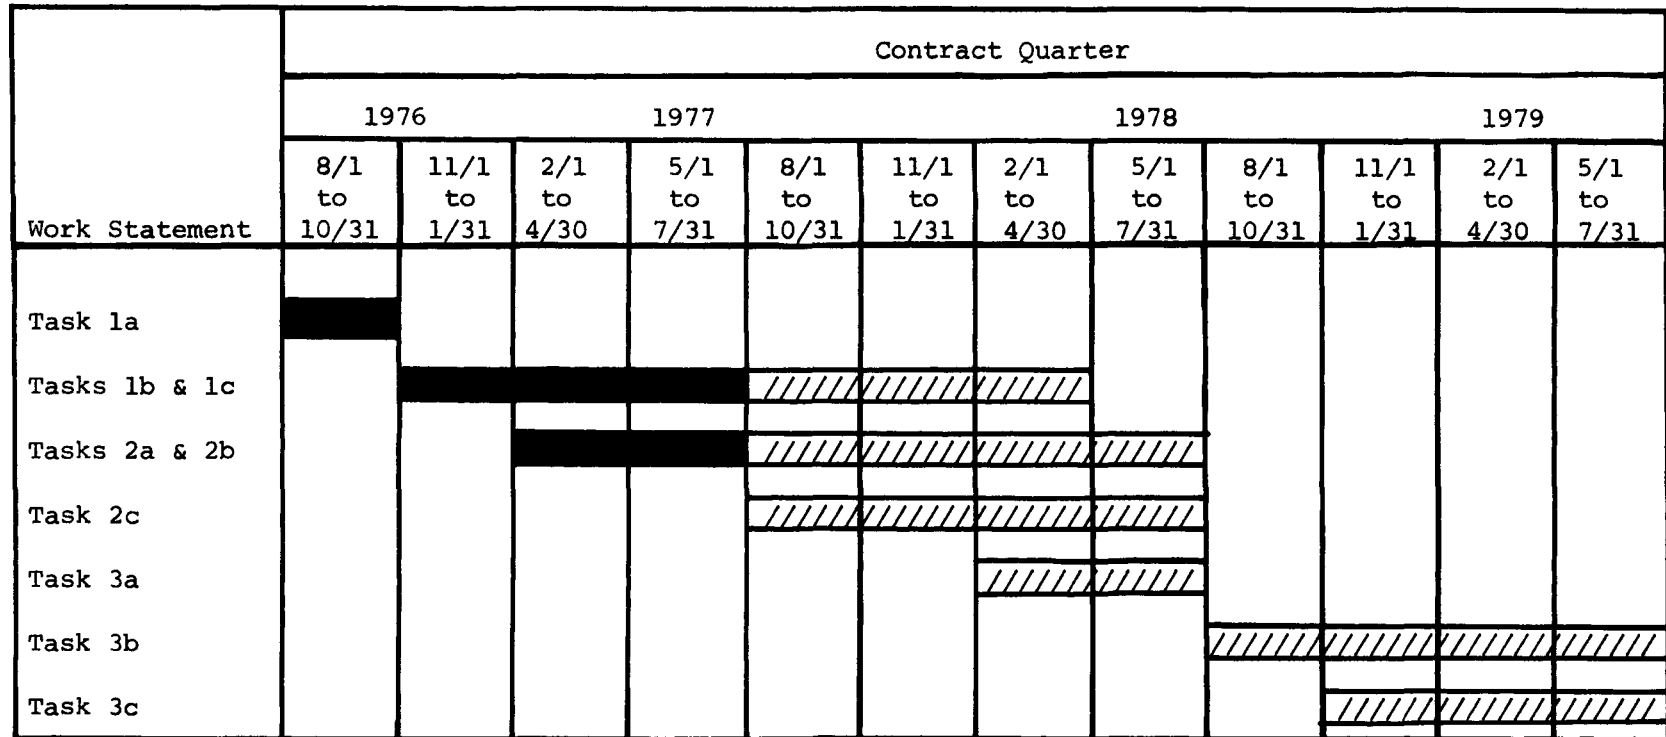 Contract Quarter
1976 1977 1978 1979
8/1 11/1 2/1 5/1 8/1 11/1 2/1 5/1 8/1 11/1 2/1 5/1
to to to to to to to to to to to to
Work Statement 10/31 1/31 4/30 7/31 10/31 1/31 4/30 7/31 10/31 1/31 4/30 7/31
Task 1a
Tasks 1b & 1c
Tasks 2a & 2b
Task 2c
Task 3a
Task 3b
Task 3c